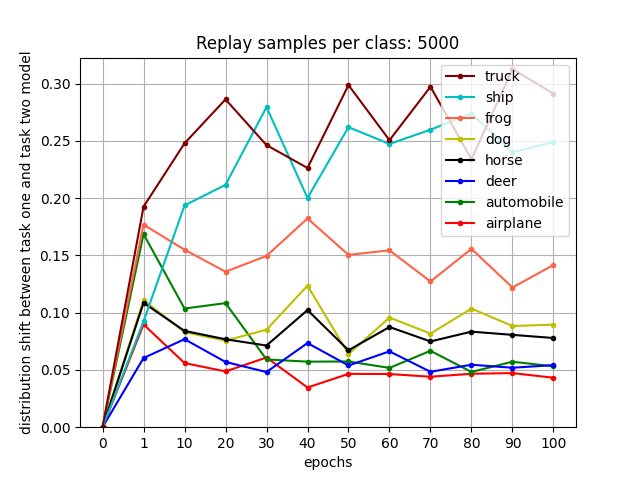 Replay samples per class: 5000
distribution shift between task one and task two model
0.30
0.25
0.20
0.15
0.10
0.05
0.00
truck
ship
frog
dog
horse
deer
automobile
airplane
0 1 10 20 30 40 50 60 70 80 90 100
epochs